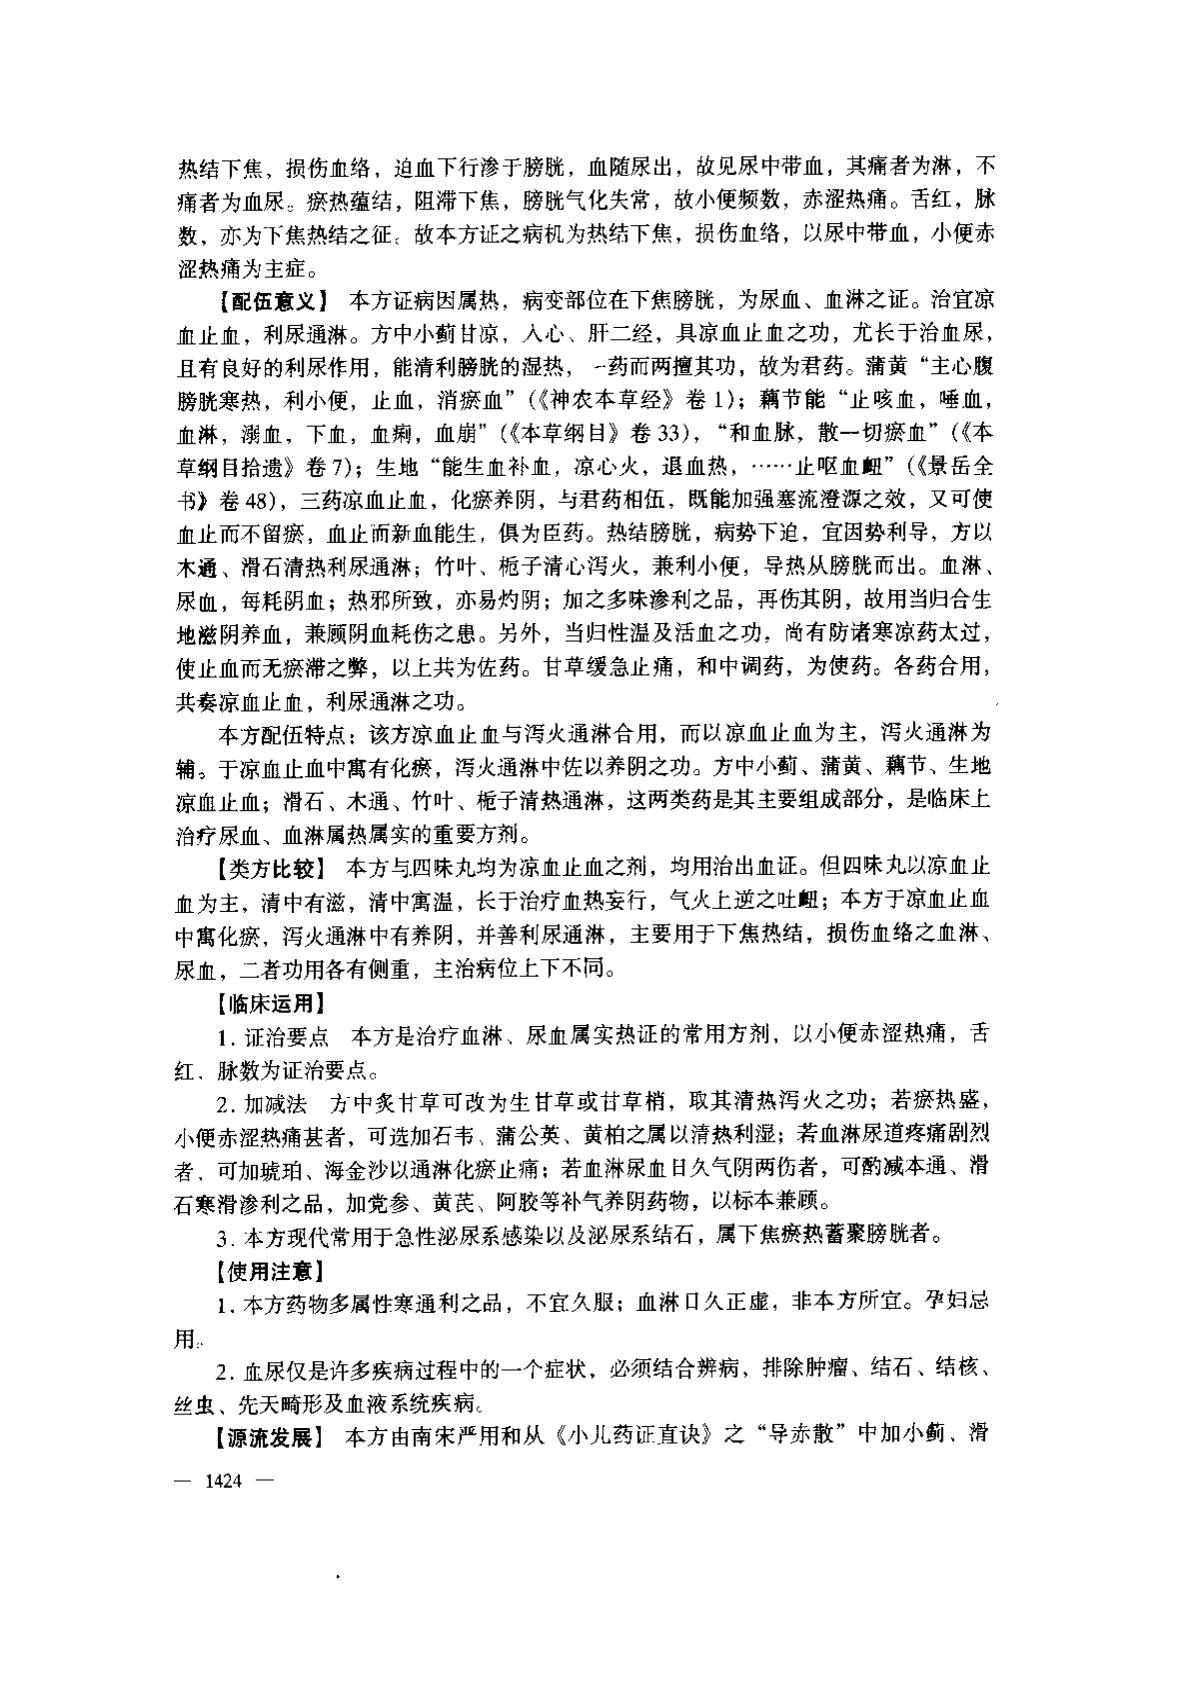 热结下焦，损伤血络，迫血下行渗于膀胱，血随尿出，故见尿中带血，其痛者为淋，不
痛者为血尿。瘀热蕴结，阻滞下焦，膀胱气化失常，故小便频数，赤涩热痛。舌红，脉
数，亦为下焦热结之征。故本方证之病机为热结下焦，损伤血络，以尿中带血，小便赤
涩热痛为主症。
【配伍意义】 本方证病因属热，病变部位在下焦膀胱，为尿血、血淋之证。治宜凉
血止血，利尿通淋。方中小蓟甘凉，入心、肝二经，具凉血止血之功，尤长于治血尿，
且有良好的利尿作用，能清利膀胱的湿热，一药而两擅其功，故为君药。蒲黄“主心腹
膀胱寒热，利小便，止血，消瘀血”（《神农本草经》卷 1）；藕节能“止咳血，唾血，
血淋，溺血，下血，血痢，血崩”（《本草纲目》卷 33），“和血脉，散一切瘀血”（《本
草纲目拾遗》卷 7）；生地“能生血补血，凉心火，退血热，……止呕血衄”（《景岳全
书》卷 48），三药凉血止血，化瘀养阴，与君药相伍，既能加强塞流澄源之效，又可使
血止而不留瘀，血止而新血能生，俱为臣药。热结膀胱，病势下迫，宜因势利导，方以
木通、滑石清热利尿通淋；竹叶、栀子清心泻火，兼利小便，导热从膀胱而出。血淋、
尿血，每耗阴血；热邪所致，亦易灼阴；加之多味渗利之品，再伤其阴，故用当归合生
地滋阴养血，兼顾阴血耗伤之患。另外，当归性温及活血之功，尚有防诸寒凉药太过，
使止血而无瘀滞之弊，以上共为佐药。甘草缓急止痛，和中调药，为使药。各药合用，
共奏凉血止血，利尿通淋之功。
本方配伍特点：该方凉血止血与泻火通淋合用，而以凉血止血为主，泻火通淋为
辅。于凉血止血中寓有化瘀，泻火通淋中佐以养阴之功。方中小蓟、蒲黄、藕节、生地
凉血止血；滑石、木通、竹叶、栀子清热通淋，这两类药是其主要组成部分，是临床上
治疗尿血、血淋属热属实的重要方剂。
【类方比较】 本方与四味丸均为凉血止血之剂，均用治出血证。但四味丸以凉血止
血为主，清中有滋，清中寓温，长于治疗血热妄行，气火上逆之吐衄；本方于凉血止血
中寓化瘀，泻火通淋中有养阴，并善利尿通淋，主要用于下焦热结，损伤血络之血淋、
尿血，二者功用各有侧重，主治病位上下不同。
【临床运用】
1. 证治要点 本方是治疗血淋、尿血属实热证的常用方剂，以小便赤涩热痛，舌
红、脉数为证治要点。
2. 加减法 方中炙甘草可改为生甘草或甘草梢，取其清热泻火之功；若瘀热盛，
小便赤涩热痛甚者，可选加石韦、蒲公英、黄柏之属以清热利湿；若血淋尿道疼痛剧烈
者，可加琥珀、海金沙以通淋化瘀止痛；若血淋尿血日久气阴两伤者，可酌减本通、滑
石寒滑渗利之品，加党参、黄芪、阿胶等补气养阴药物，以标本兼顾。
3. 本方现代常用于急性泌尿系感染以及泌尿系结石，属下焦瘀热蓄聚膀胱者。
【使用注意】
1. 本方药物多属性寒通利之品，不宜久服；血淋日久正虚，非本方所宜。孕妇忌
用。
2. 血尿仅是许多疾病过程中的一个症状，必须结合辨病，排除肿瘤、结石、结核、
丝虫、先天畸形及血液系统疾病。
【源流发展】 本方由南宋严用和从《小儿药证直诀》之“导赤散”中加小蓟、滑
— 1424 —